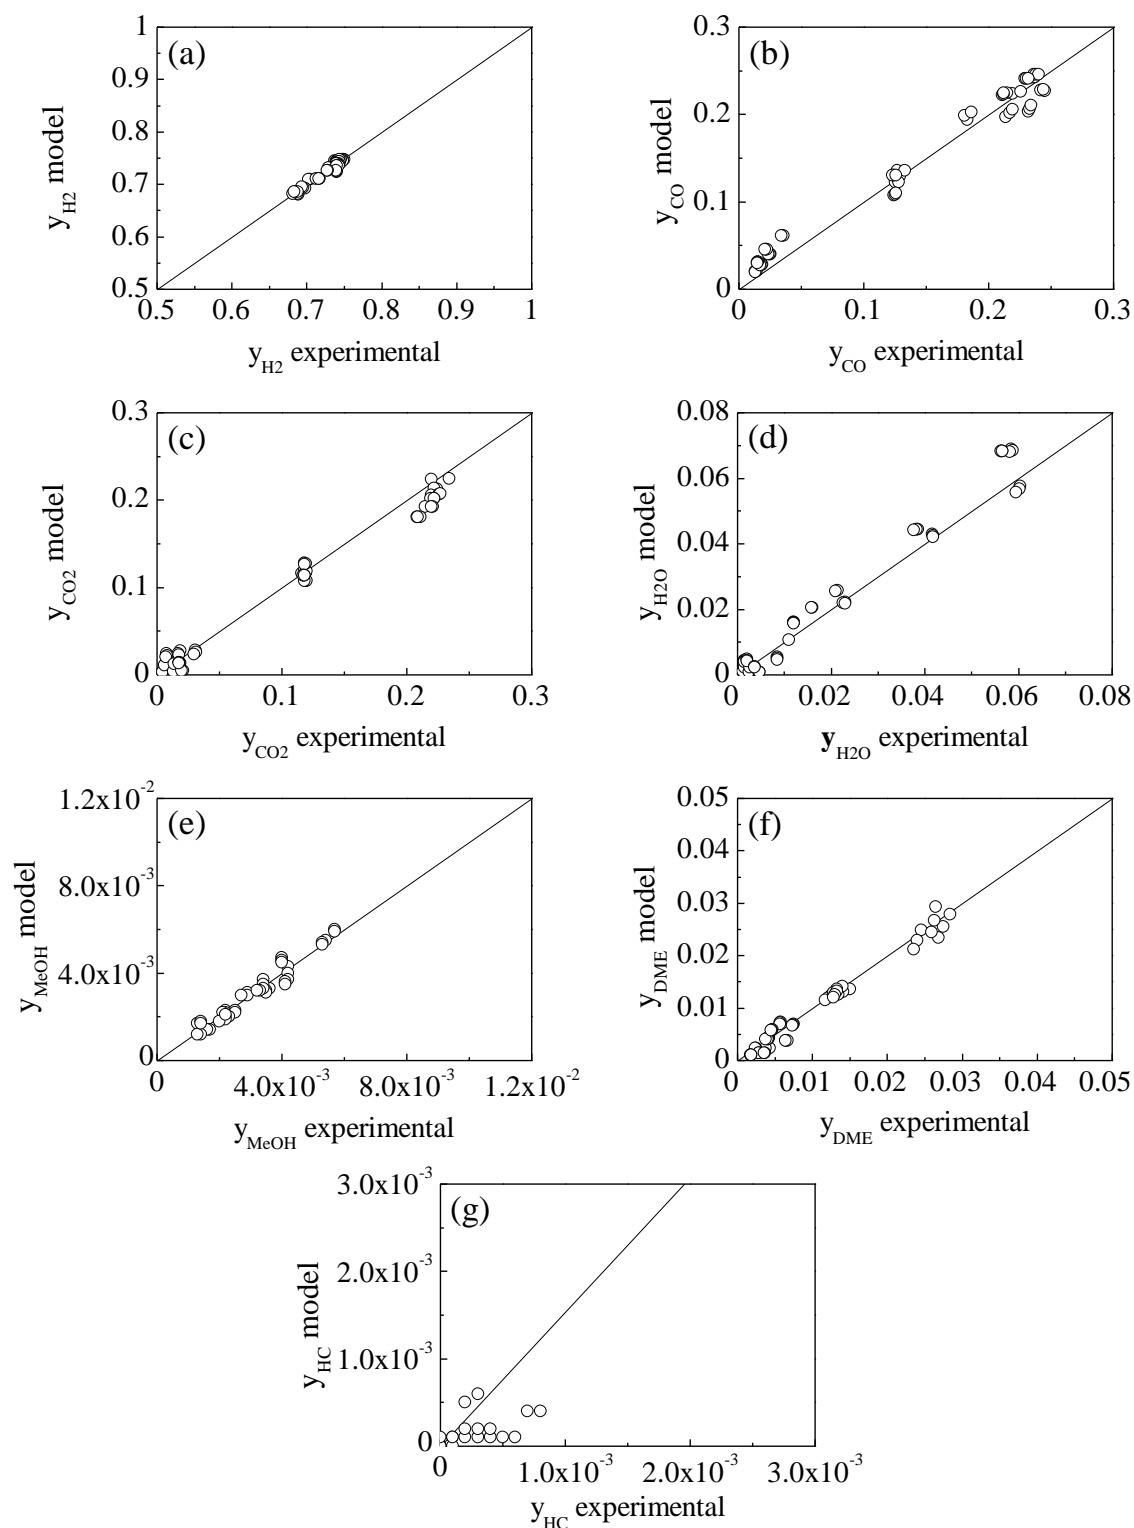 (a)
1
0.9
0.8
0.7
0.6
0.5
y_H2 model
0.5 0.6 0.7 0.8 0.9 1
y_H2 experimental
(b)
0.3
0.2
0.1
0
y_CO model
0 0.1 0.2 0.3
y_CO experimental
(c)
0.3
0.2
0.1
0
y_CO2 model
0 0.1 0.2 0.3
y_CO2 experimental
(d)
0.08
0.06
0.04
0.02
0
y_H2O model
0 0.02 0.04 0.06 0.08
y_H2O experimental
(e)
1.2x10^-2
8.0x10^-3
4.0x10^-3
0
y_MeOH model
0 4.0x10^-3 8.0x10^-3 1.2x10^-2
y_MeOH experimental
(f)
0.05
0.04
0.03
0.02
0.01
0
y_DME model
0 0.01 0.02 0.03 0.04 0.05
y_DME experimental
(g)
3.0x10^-3
2.0x10^-3
1.0x10^-3
0
y_HC model
0 1.0x10^-3 2.0x10^-3 3.0x10^-3
y_HC experimental